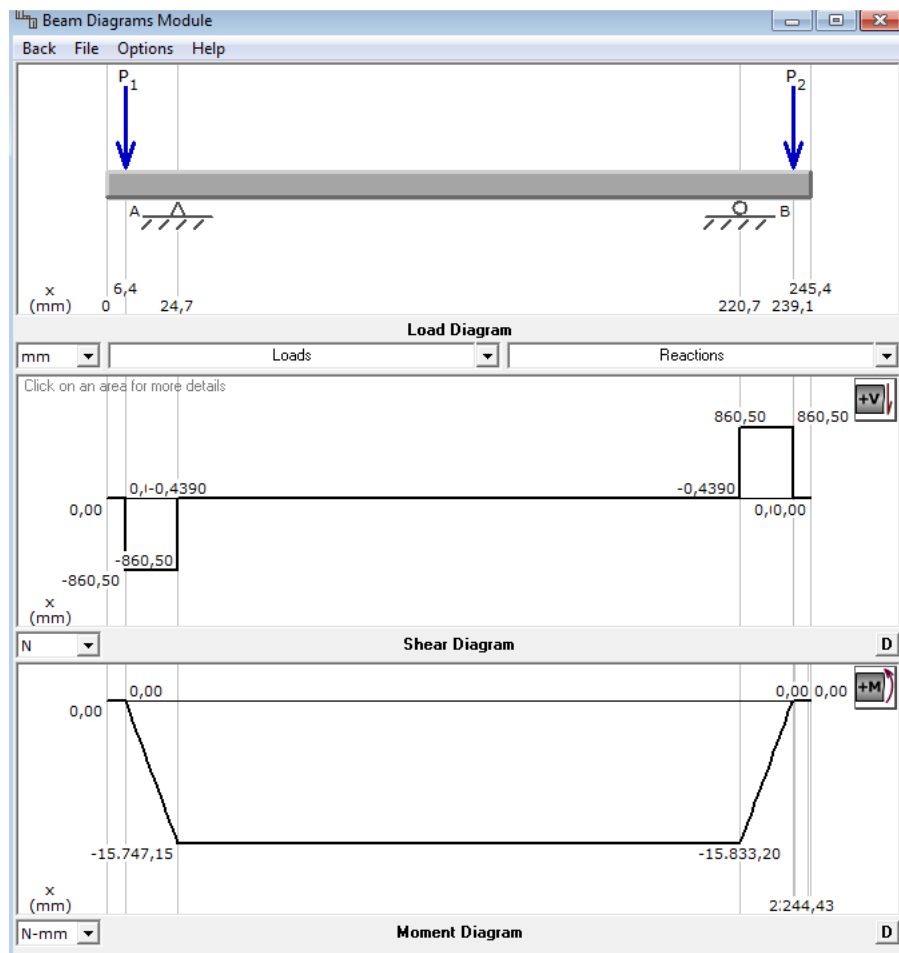 Beam Diagrams Module
Back File Options Help
P1 P2
A B
x 6,4 245,4
(mm) 0 24,7 220,7 239,1
Load Diagram
mm Loads Reactions
Click on an area for more details
+V
860,50 860,50
-0,4390 -0,4390
0,00 0,00
-860,50
-860,50
x
(mm)
N Shear Diagram D
+M
0,00 0,00 0,00
0,00
-15.747,15 -15.833,20
x
(mm) 244,43
N-mm Moment Diagram D